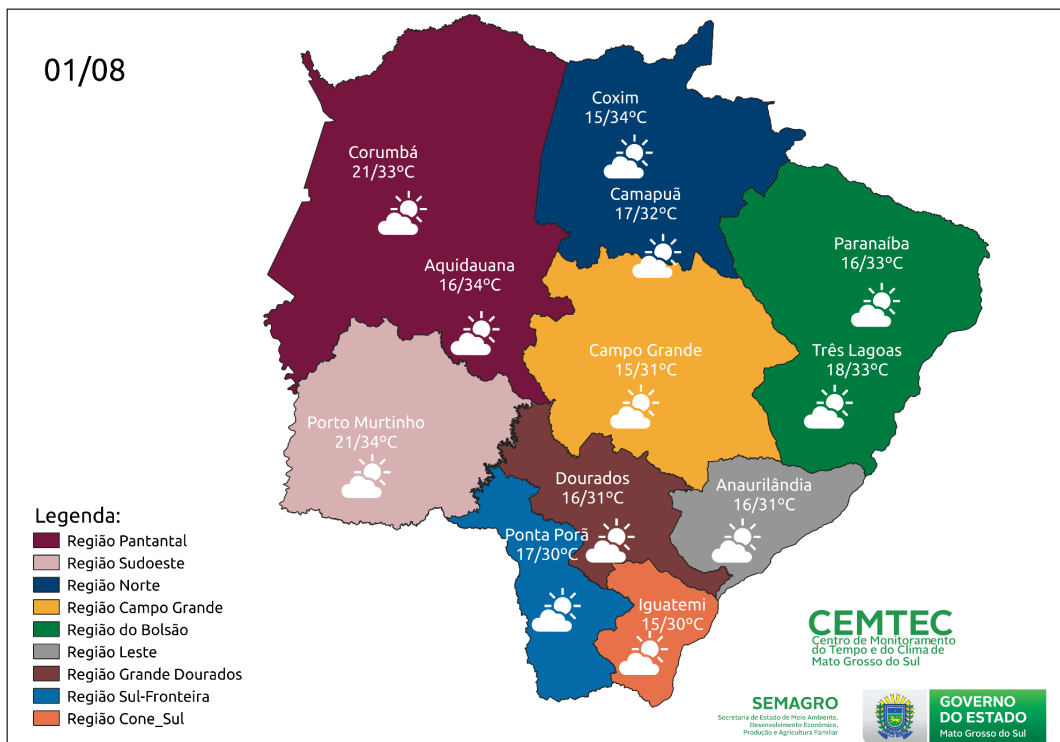 01/08
Coxim
15/34ºC
Corumbá
21/33ºC
Camapuã
17/32ºC
Paranaíba
16/33ºC
Aquidauana
16/34ºC
Campo Grande
15/31ºC
Três Lagoas
18/33ºC
Porto Murtinho
21/34ºC
Dourados
16/31ºC
Anaurilândia
16/31ºC
Ponta Porã
17/30ºC
Iguatemi
15/30ºC
Legenda:
Região Pantantal
Região Sudoeste
Região Norte
Região Campo Grande
Região do Bolsão
Região Leste
Região Grande Dourados
Região Sul-Fronteira
Região Cone_Sul
CEMTEC
Centro de Monitoramento
do Tempo e do Clima de
Mato Grosso do Sul
SEMAGRO
Secretaria de Estado de Meio Ambiente,
Desenvolvimento Econômico,
Produção e Agricultura Familiar
GOVERNO
DO ESTADO
Mato Grosso do Sul